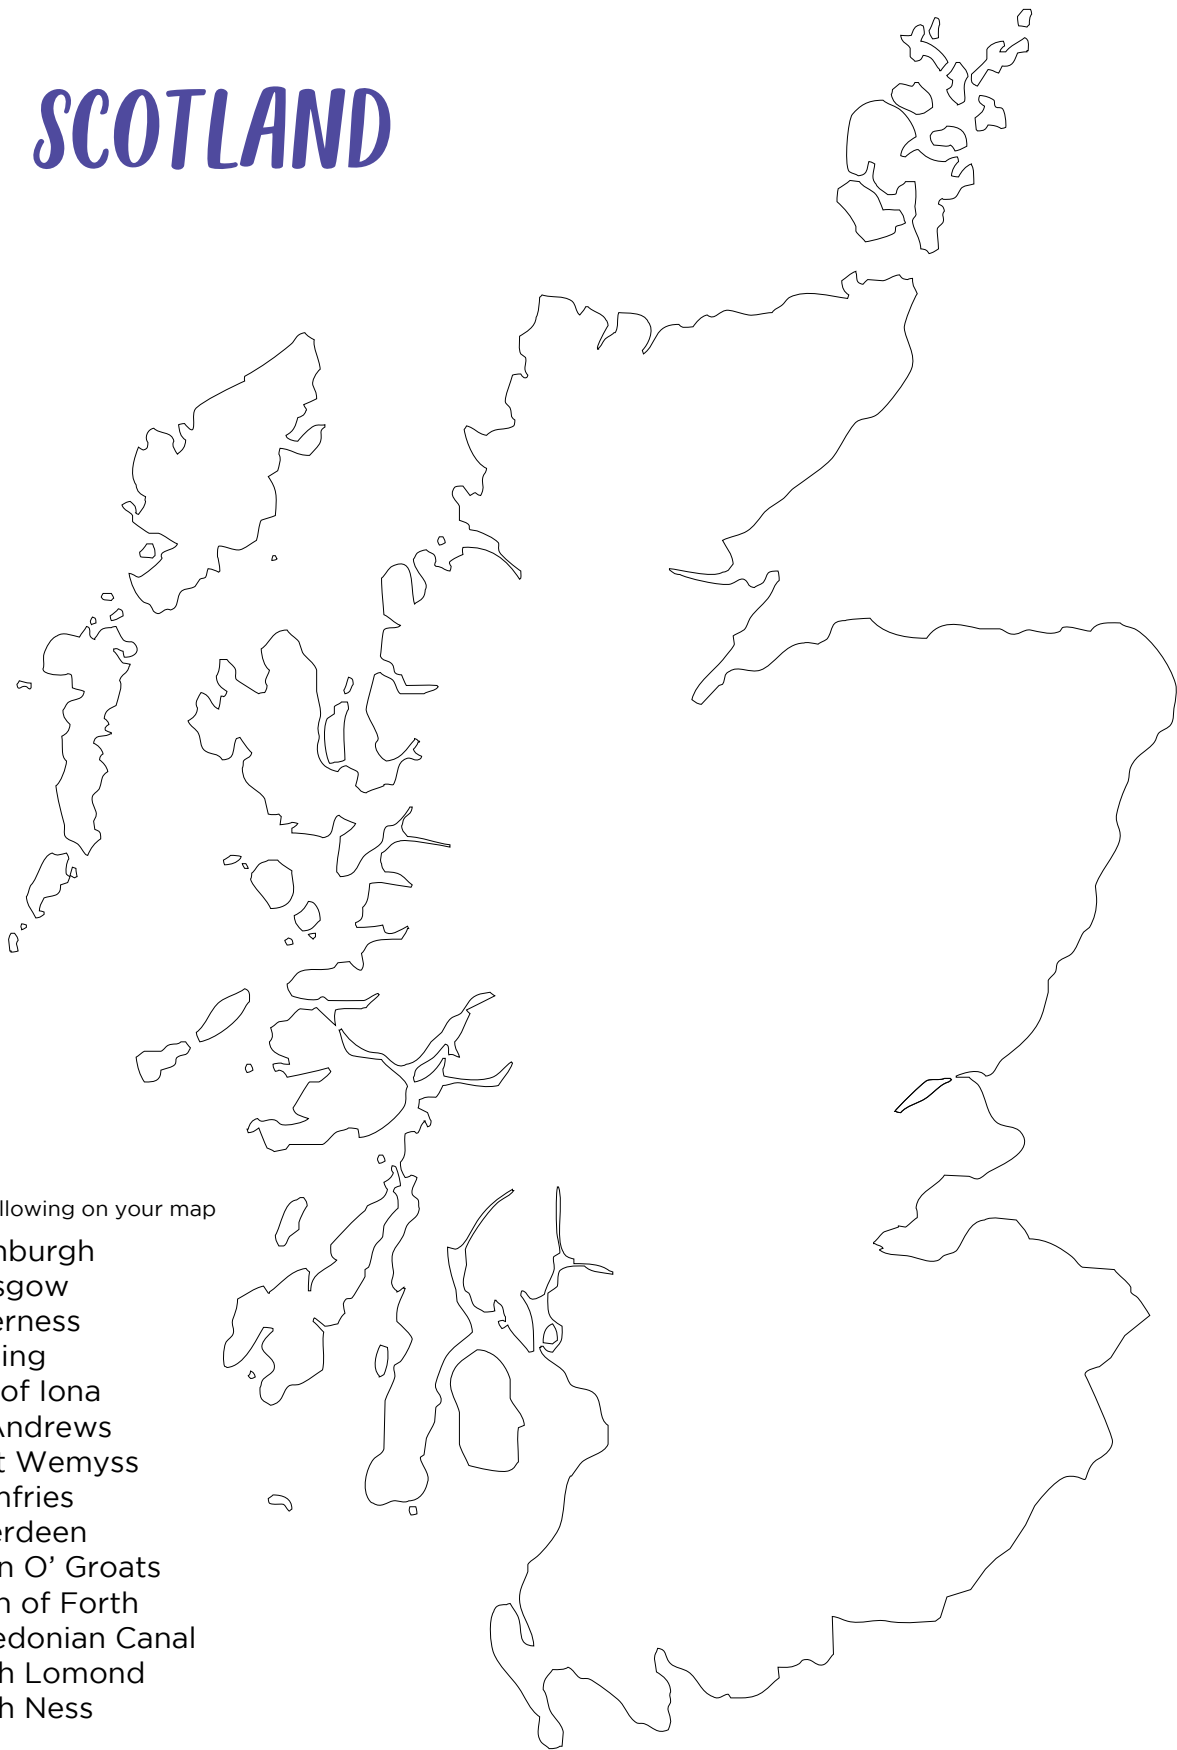 SCOTLAND
llowing on your map
nburgh
sgow
erness
ing
of Iona
Andrews
t Wemyss
nfries
erdeen
n O' Groats
n of Forth
edonian Canal
h Lomond
h Ness